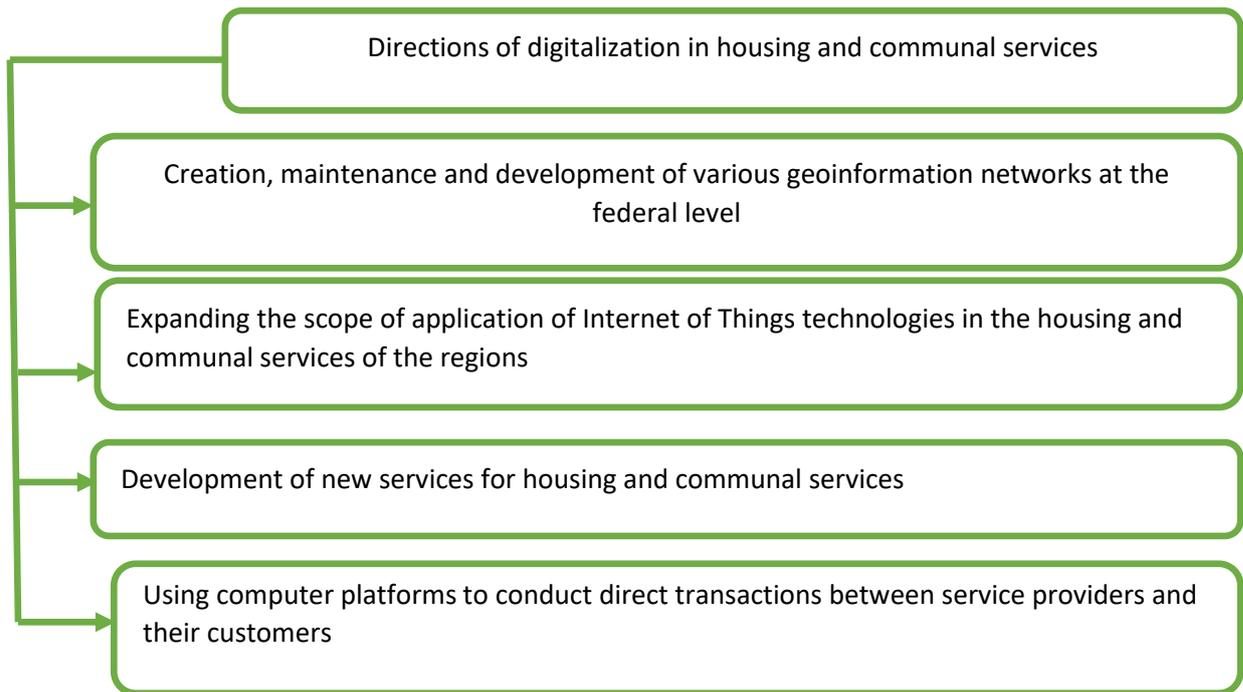 Directions of digitalization in housing and communal services
Creation, maintenance and development of various geoinformation networks at the
federal level
Expanding the scope of application of Internet of Things technologies in the housing and
communal services of the regions
Development of new services for housing and communal services
Using computer platforms to conduct direct transactions between service providers and
their customers